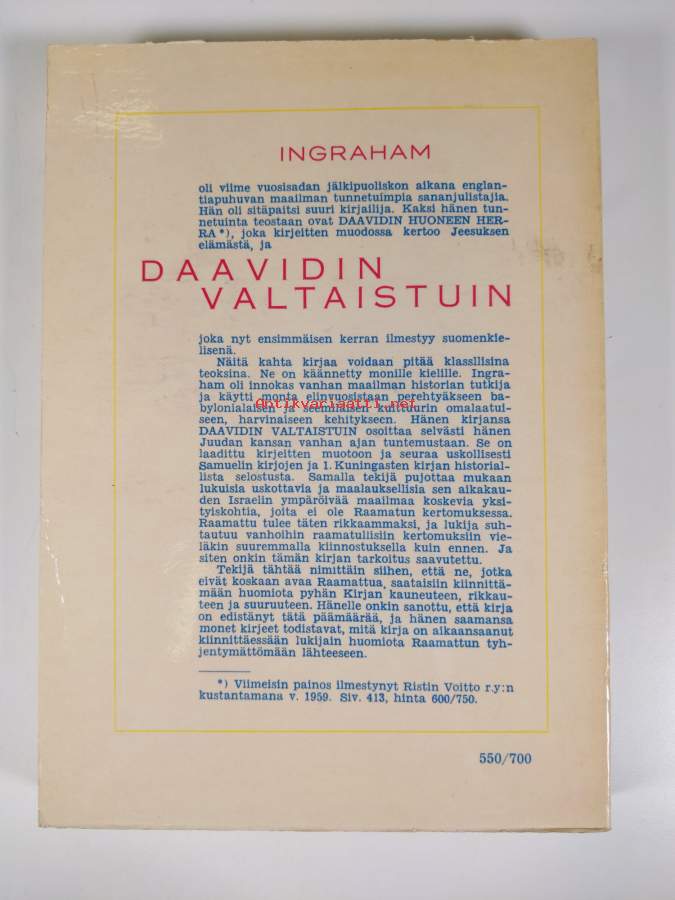 INGRAHAM
oli viime vuosisadan jälkipuoliskon aikana englan-
tiapuhuvan maailman tunnetuimpia sananjulistajia.
Hän oli sitäpaitsi suuri kirjailija. Kaksi hänen tun-
netuinta teostaan ovat DAAVIDIN HUONEEN HER-
RA *), joka kirjeitten muodossa kertoo Jeesuksen
elämästä, ja
DAAVIDIN
VALTAISTUIN
joka nyt ensimmäisen kerran ilmestyy suomenkie-
lisenä.
Näitä kahta kirjaa voidaan pitää klassllisina
teoksina. Ne on käännetty monille kielille. Ingra-
ham oli innokas vanhan maailman historian tutkija
ja käytti monta elinvuosistaan perehtyäkseen ba-
Antikvariaatti.net
bylonialaisen ja seemiläisen kulttuurin omalaatui-
seen, harvinaiseen kehitykseen. Hänen kirjansa
DAAVIDIN VALTAISTUIN osoittaa selvästi hänen
Juudan kansan vanhan ajan tuntemustaan. Se on
laadittu kirjeitten muotoon ja seuraa uskollisesti
Samuelin kirjojen ja 1. Kuningasten kirjan historial-
lista selostusta. Samalla tekijä pujottaa mukaan
lukuisia uskottavia ja maalauksellisia sen aikakau-
den Israelin ympäröivää maailmaa koskevia yksi-
tyiskohtia, joita ei ole Raamatun kertomuksessa.
Raamattu tulee täten rikkaammaksi, ja lukija suh-
tautuu vanhoihin raamatullisiin kertomuksiin vie-
läkin suuremmalla kiinnostuksella kuin ennen. Ja
siten onkin tämän kirjan tarkoitus saavutettu.
Tekijä tähtää nimittäin siihen, että ne, jotka
eivät koskaan avaa Raamattua, saataisiin kiinnittä-
mään huomiota pyhän Kirjan kauneuteen, rikkau-
teen ja suuruuteen. Hänelle onkin sanottu, että kirja
on edistänyt tätä päämäärää, ja hänen saamansa
monet kirjeet todistavat, mitä kirja on aikaansaanut
kiinnittäessään lukijain huomiota Raamattun tyh-
jentymättömään lähteeseen.
*) Viimeisin painos ilmestynyt Ristin Voitto r.y:n
kustantamana v. 1959. Siv. 413, hinta 600/750.
550/700